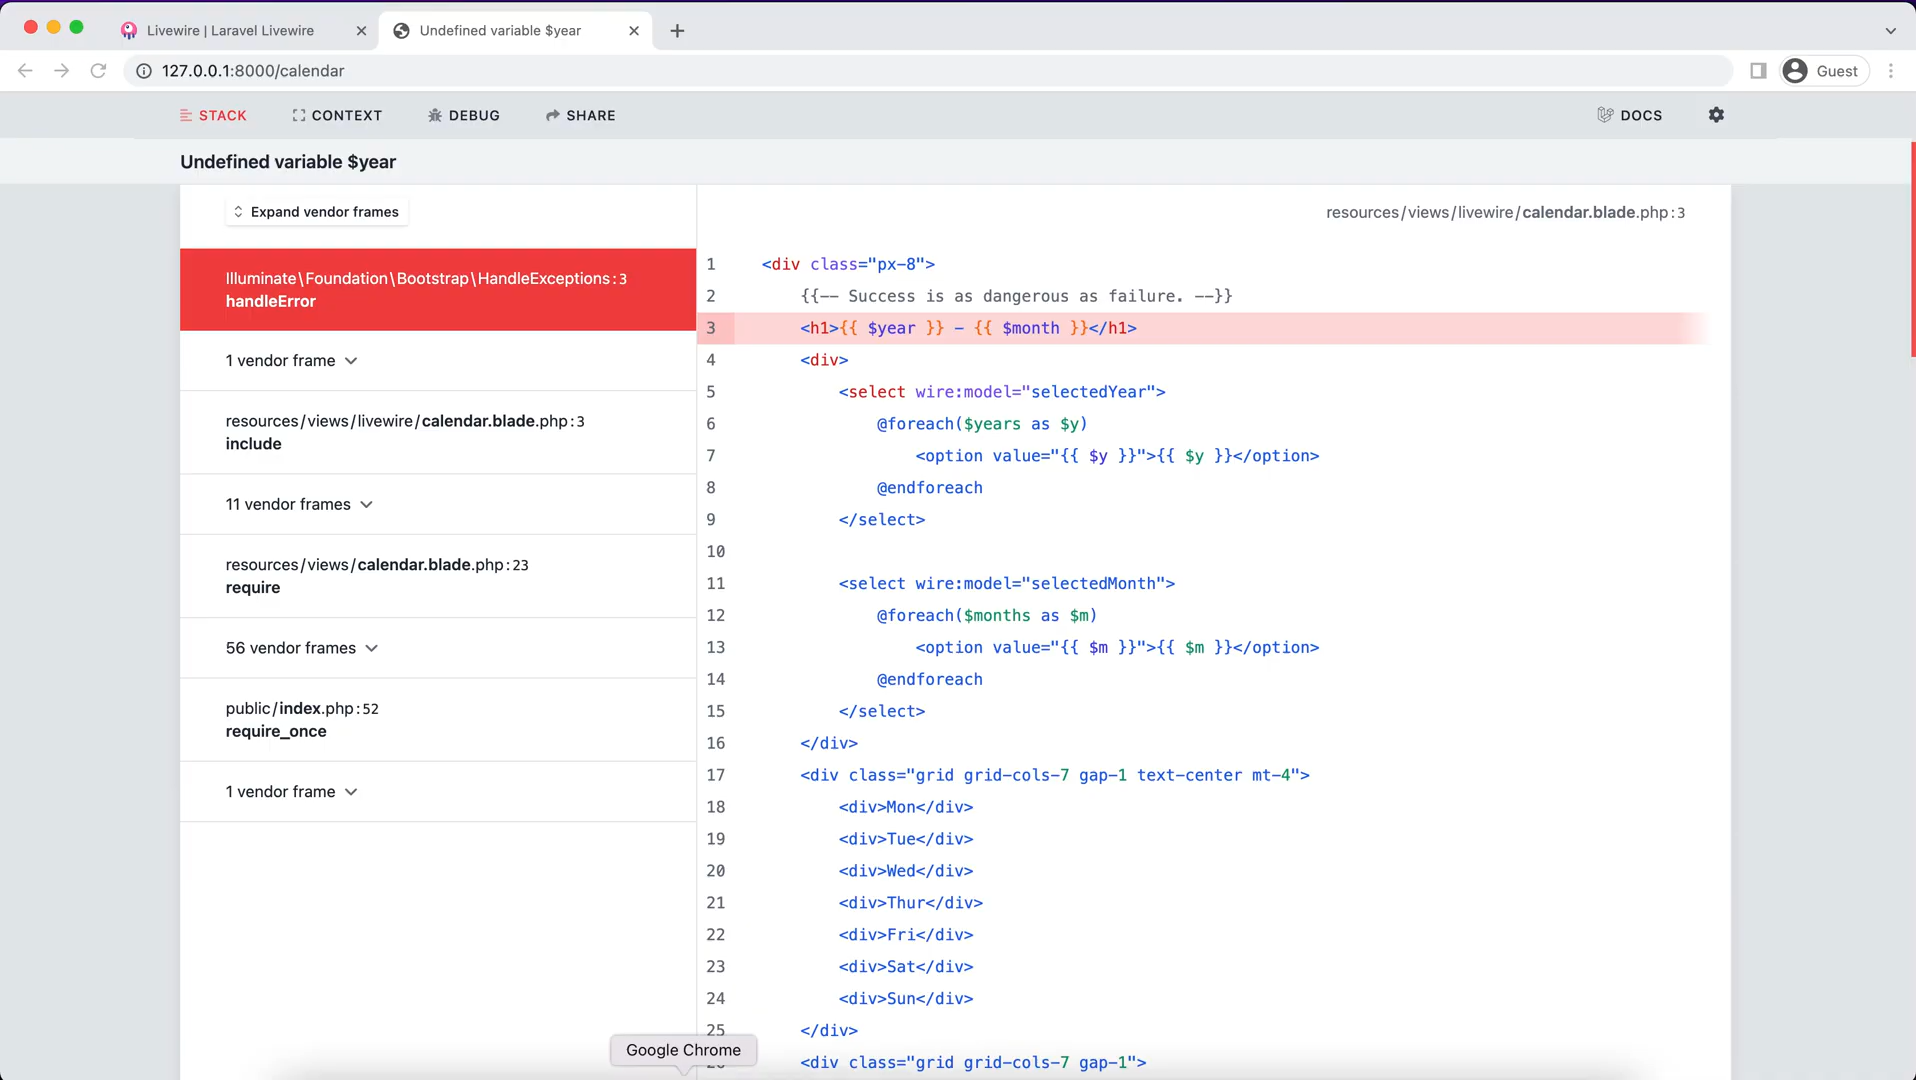 Livewire | Laravel Livewire
Undefined variable $year
127.0.0.1:8000/calendar
Guest
STACK
CONTEXT
DEBUG
SHARE
DOCS
Undefined variable $year
Expand vendor frames
Illuminate\Foundation\Bootstrap\HandleExceptions:3
handleError
1 vendor frame
resources/views/livewire/calendar.blade.php:3
include
11 vendor frames
resources/views/calendar.blade.php:23
require
56 vendor frames
public/index.php:52
require_once
1 vendor frame
resources/views/livewire/calendar.blade.php:3
1 <div class="px-8">
2 {{-- Success is as dangerous as failure. --}}
3 <h1>{{ $year }} - {{ $month }}</h1>
4 <div>
5 <select wire:model="selectedYear">
6 @foreach($years as $y)
7 <option value="{{ $y }}">{{ $y }}</option>
8 @endforeach
9 </select>
10
11 <select wire:model="selectedMonth">
12 @foreach($months as $m)
13 <option value="{{ $m }}">{{ $m }}</option>
14 @endforeach
15 </select>
16 </div>
17 <div class="grid grid-cols-7 gap-1 text-center mt-4">
18 <div>Mon</div>
19 <div>Tue</div>
20 <div>Wed</div>
21 <div>Thur</div>
22 <div>Fri</div>
23 <div>Sat</div>
24 <div>Sun</div>
25 </div>
<div class="grid grid-cols-7 gap-1">
Google Chrome